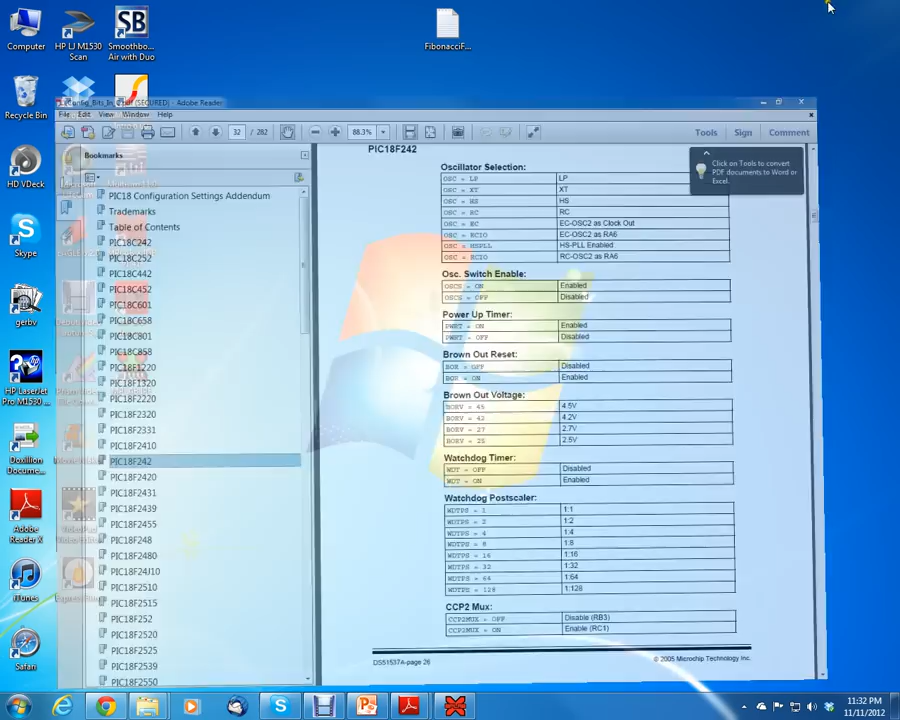 Computer
HP LJ M1530 Scan
Smoothbo... Air with Duo
FibonacciF...
Recycle Bin
HD VDeck
Skype
gerbv
HP LaserJet Pro M1530 ...
Doxillion Docume...
Adobe Reader X
iTunes
Safari
(SECURED) - Adobe Reader
File Edit View Window Help
32 / 282
88.3%
Tools Sign Comment
Click on Tools to convert PDF documents to Word or Excel.
Bookmarks
PIC18 Configuration Settings Addendum
Trademarks
Table of Contents
PIC18C242
PIC18C252
PIC18C442
PIC18C452
PIC18C601
PIC18C658
PIC18C801
PIC18C858
PIC18F1220
PIC18F1320
PIC18F2220
PIC18F2320
PIC18F2331
PIC18F2410
PIC18F242
PIC18F2420
PIC18F2431
PIC18F2439
PIC18F2455
PIC18F248
PIC18F2480
PIC18F24J10
PIC18F2510
PIC18F2515
PIC18F252
PIC18F2520
PIC18F2525
PIC18F2539
PIC18F2550
PIC18F242
Oscillator Selection:
OSC = LP LP
OSC = XT XT
OSC = HS HS
OSC = RC RC
OSC = EC EC-OSC2 as Clock Out
OSC = ECIO EC-OSC2 as RA6
OSC = HSPLL HS-PLL Enabled
OSC = RCIO RC-OSC2 as RA6
Osc. Switch Enable:
OSCS = ON Enabled
OSCS = OFF Disabled
Power Up Timer:
PWRT = ON Enabled
PWRT = OFF Disabled
Brown Out Reset:
BOR = OFF Disabled
BOR = ON Enabled
Brown Out Voltage:
BORV = 45 4.5V
BORV = 42 4.2V
BORV = 27 2.7V
BORV = 25 2.5V
Watchdog Timer:
WDT = OFF Disabled
WDT = ON Enabled
Watchdog Postscaler:
WDTPS = 1 1:1
WDTPS = 2 1:2
WDTPS = 4 1:4
WDTPS = 8 1:8
WDTPS = 16 1:16
WDTPS = 32 1:32
WDTPS = 64 1:64
WDTPS = 128 1:128
CCP2 Mux:
CCP2MUX = OFF Disable (RB3)
CCP2MUX = ON Enable (RC1)
DS51537A-page 26
© 2005 Microchip Technology Inc.
11:32 PM
11/11/2012